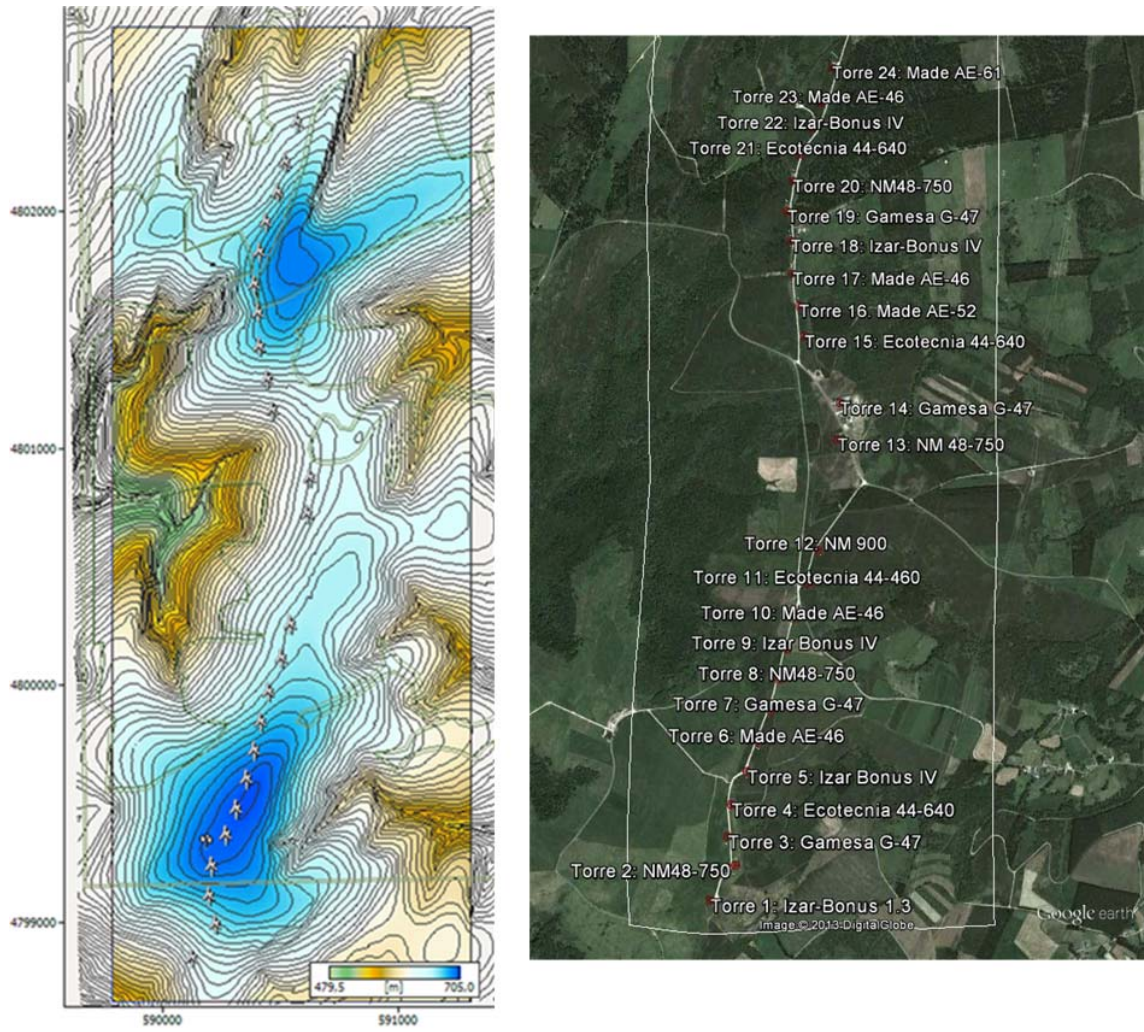 4802000
4801000
4800000
4799000
479.5 [m] 705.0
590000 591000
Torre 24: Made AE-61
Torre 23: Made AE-46
Torre 22: Izar-Bonus IV
Torre 21: Ecotecnia 44-640
Torre 20: NM48-750
Torre 19: Gamesa G-47
Torre 18: Izar-Bonus IV
Torre 17: Made AE-46
Torre 16: Made AE-52
Torre 15: Ecotecnia 44-640
Torre 14: Gamesa G-47
Torre 13: NM 48-750
Torre 12: NM 900
Torre 11: Ecotecnia 44-460
Torre 10: Made AE-46
Torre 9: Izar Bonus IV
Torre 8: NM48-750
Torre 7: Gamesa G-47
Torre 6: Made AE-46
Torre 5: Izar Bonus IV
Torre 4: Ecotecnia 44-640
Torre 3: Gamesa G-47
Torre 2: NM48-750
Torre 1: Izar-Bonus 1.3
Google earth
Image © 2013 DigitalGlobe